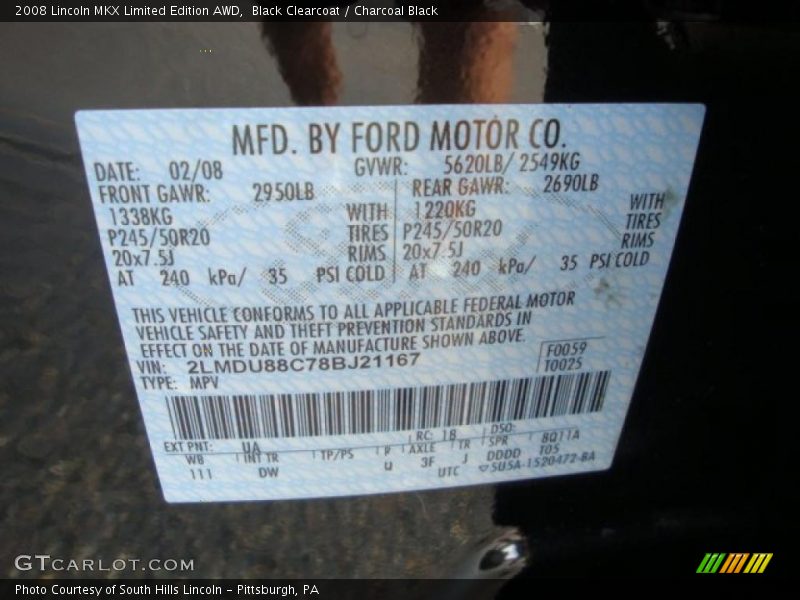 2008 Lincoln MKX Limited Edition AWD, Black Clearcoat / Charcoal Black
MFD. BY FORD MOTOR CO.
DATE: 02/08 GVWR: 5620LB/ 2549KG
FRONT GAWR: 2950LB REAR GAWR: 2690LB
1338KG WITH 1220KG WITH
P245/50R20 TIRES P245/50R20 TIRES
20x7.5J RIMS 20x7.5J RIMS
AT 240 kPa/ 35 PSI COLD AT 240 kPa/ 35 PSI COLD
THIS VEHICLE CONFORMS TO ALL APPLICABLE FEDERAL MOTOR
VEHICLE SAFETY AND THEFT PREVENTION STANDARDS IN
EFFECT ON THE DATE OF MANUFACTURE SHOWN ABOVE.
VIN: 2LMDU88C78BJ21167 F0059
TYPE: MPV T0025
EXT PNT: UA RC: 18 DSO: 8Q11A
WB INT TR TP/PS R AXLE TR SPR T05
111 DW U 3F J DDDD
UTC ▽5U5A-1520472-BA
GTCARLOT.COM
Photo Courtesy of South Hills Lincoln - Pittsburgh, PA